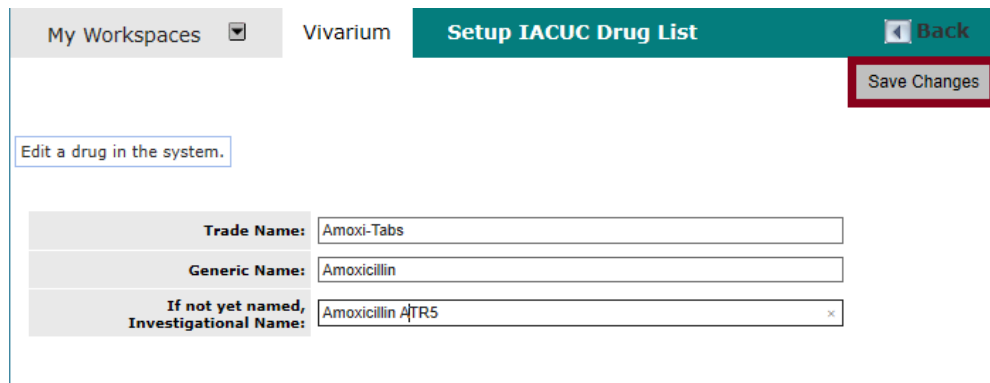 My Workspaces Vivarium Setup IACUC Drug List Back
Save Changes
Edit a drug in the system.
Trade Name: Amoxi-Tabs
Generic Name: Amoxicillin
If not yet named,
Investigational Name: Amoxicillin ATR5 ×